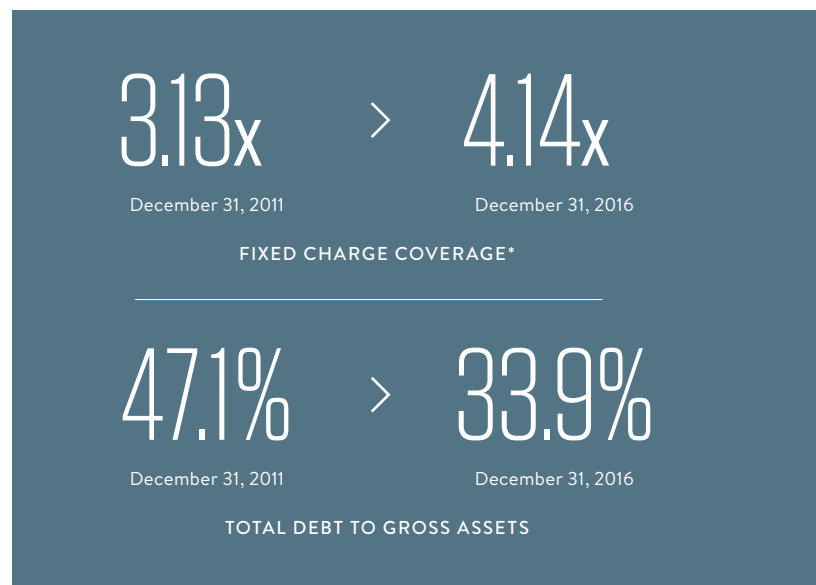 3.13x > 4.14x
December 31, 2011 December 31, 2016
FIXED CHARGE COVERAGE*
47.1% > 33.9%
December 31, 2011 December 31, 2016
TOTAL DEBT TO GROSS ASSETS